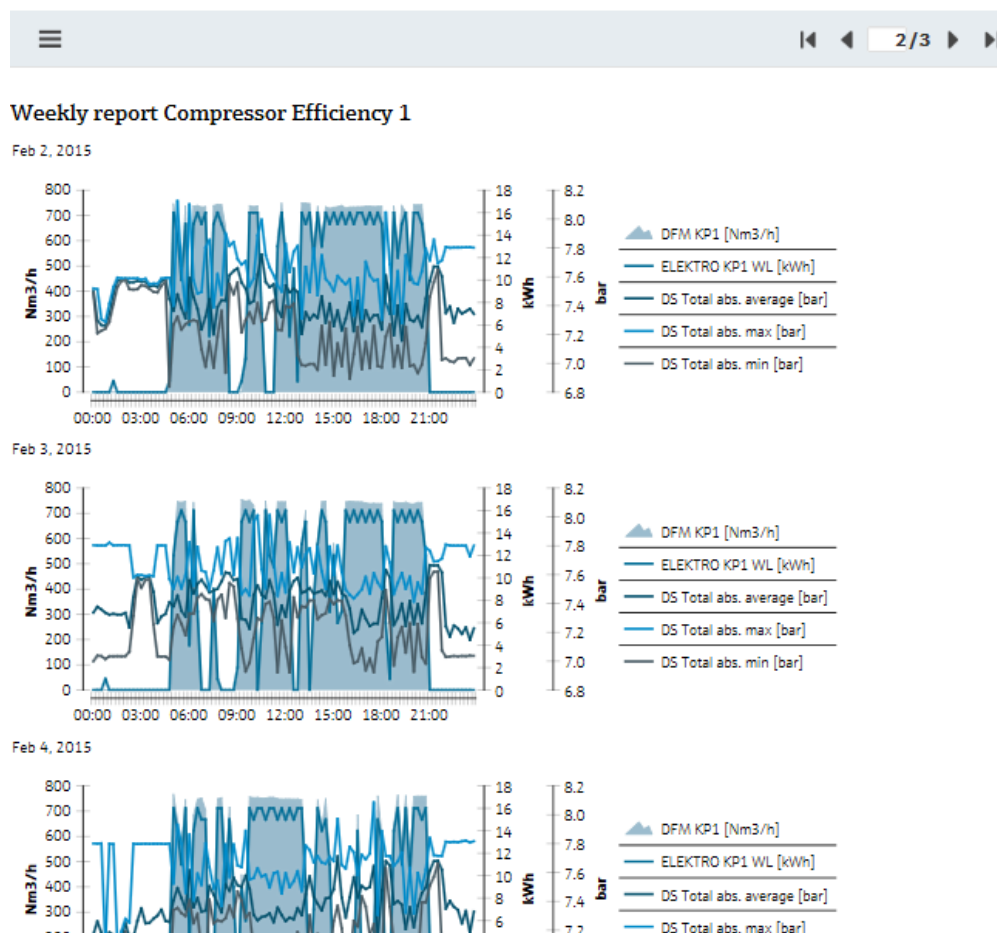 2/3
Weekly report Compressor Efficiency 1
Feb 2, 2015
800 18 8.2
700 16 8.0
600 14 7.8
500 12 7.6
400 10 7.4
300 8 7.2
200 6 7.0
100 4 6.8
0 2
0
Nm3/h kWh bar
DFM KP1 [Nm3/h]
ELEKTRO KP1 WL [kWh]
DS Total abs. average [bar]
DS Total abs. max [bar]
DS Total abs. min [bar]
00:00 03:00 06:00 09:00 12:00 15:00 18:00 21:00
Feb 3, 2015
800 18 8.2
700 16 8.0
600 14 7.8
500 12 7.6
400 10 7.4
300 8 7.2
200 6 7.0
100 4 6.8
0 2
0
Nm3/h kWh bar
DFM KP1 [Nm3/h]
ELEKTRO KP1 WL [kWh]
DS Total abs. average [bar]
DS Total abs. max [bar]
DS Total abs. min [bar]
00:00 03:00 06:00 09:00 12:00 15:00 18:00 21:00
Feb 4, 2015
800 18 8.2
700 16 8.0
600 14 7.8
500 12 7.6
400 10 7.4
300 8 7.2
6
Nm3/h kWh bar
DFM KP1 [Nm3/h]
ELEKTRO KP1 WL [kWh]
DS Total abs. average [bar]
DS Total abs. max [bar]